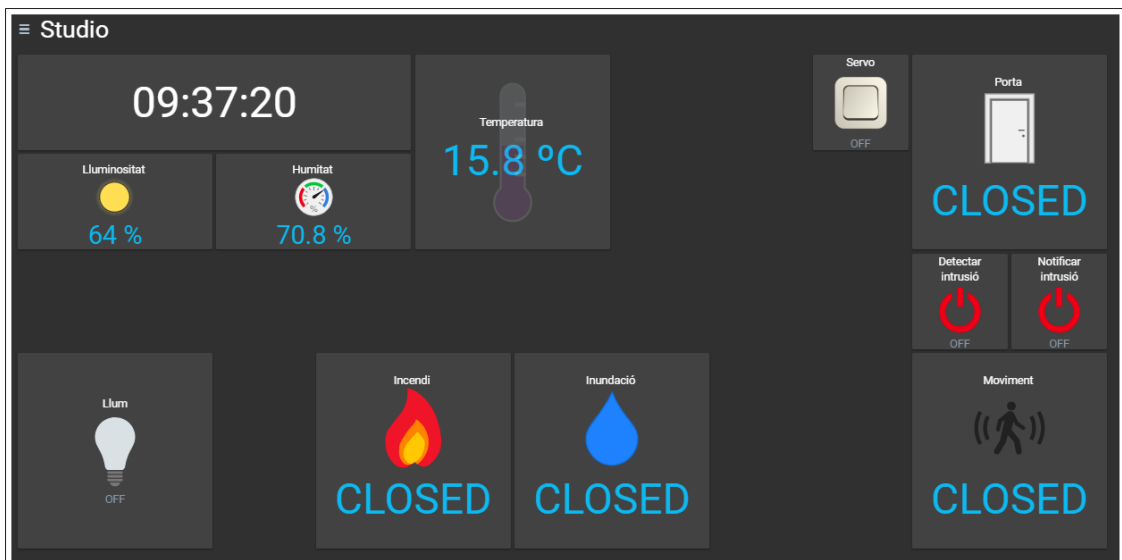 ≡ Studio
09:37:20
Temperatura
15.8 ºC
Servo
OFF
Porta
CLOSED
Lluminositat
64 %
Humitat
70.8 %
Detectar
intrusió
OFF
Notificar
intrusió
OFF
Llum
OFF
Incendi
CLOSED
Inundació
CLOSED
Moviment
CLOSED